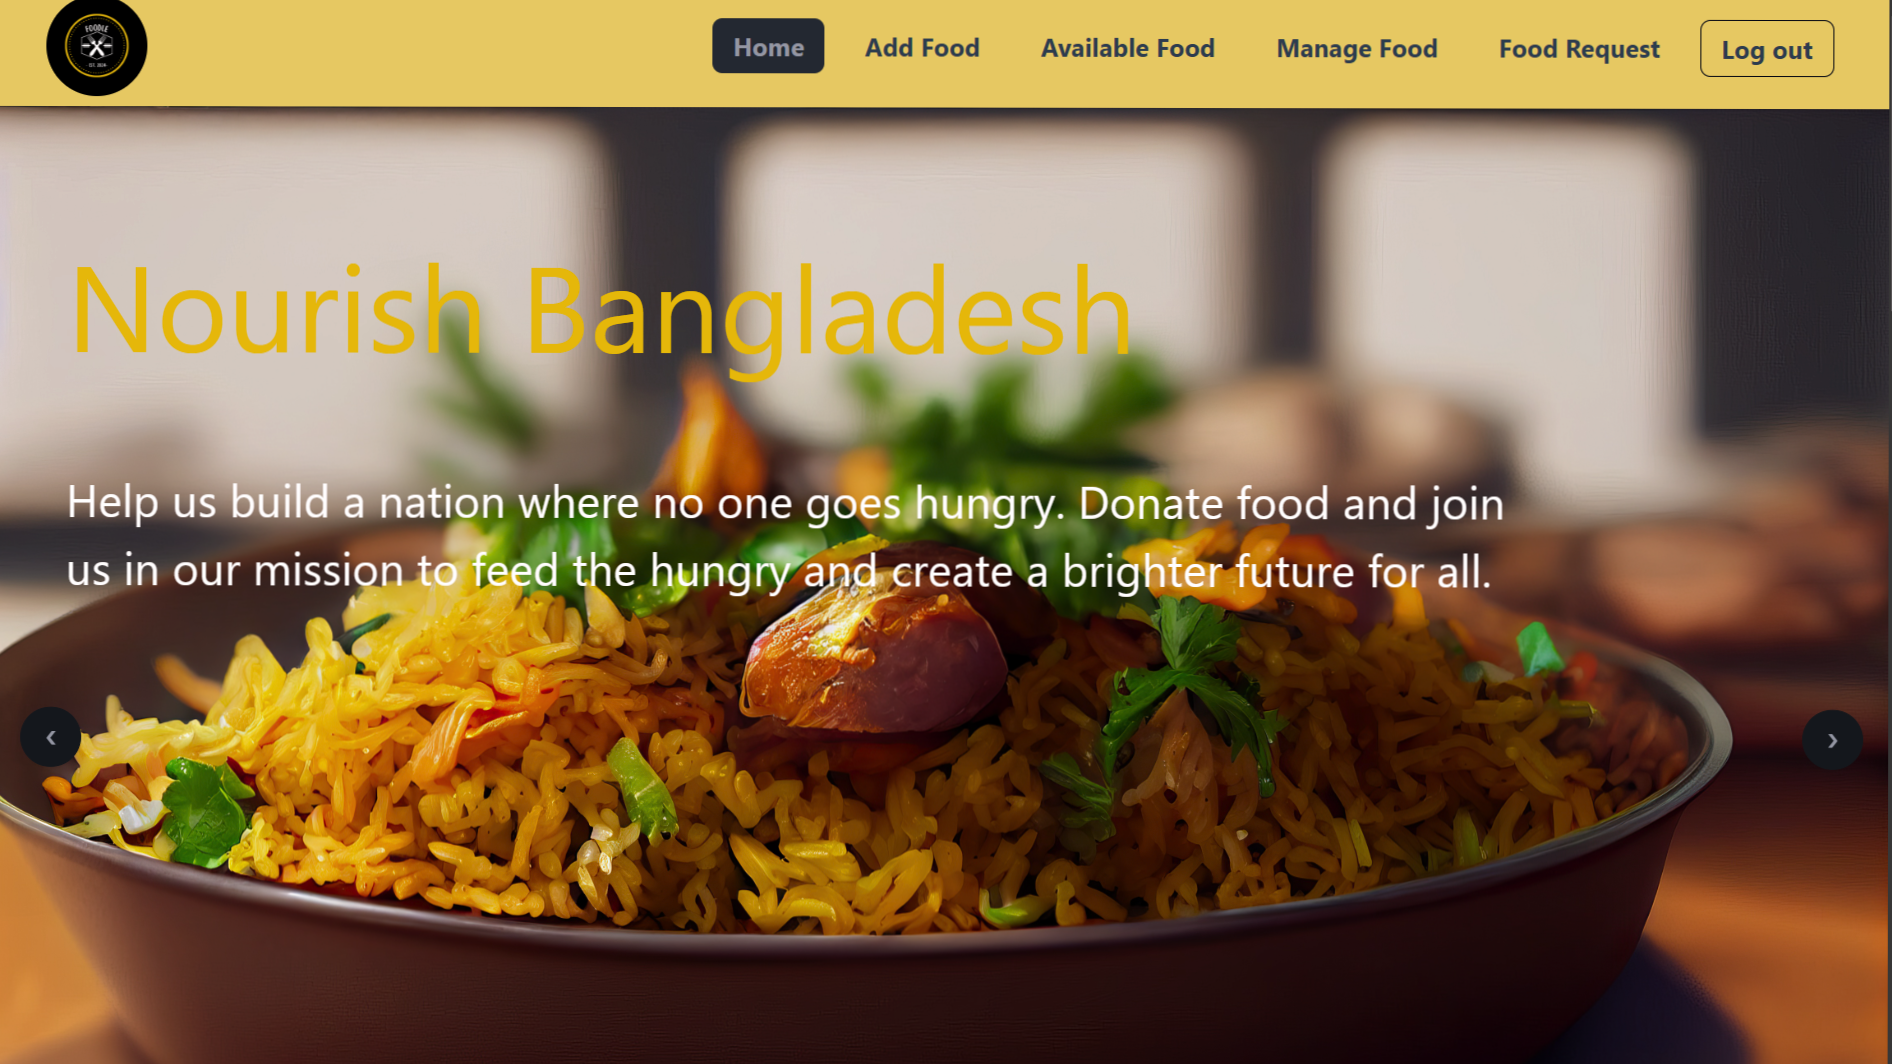 FOODLE
EST. 2024
Home
Add Food
Available Food
Manage Food
Food Request
Log out
Nourish Bangladesh
Help us build a nation where no one goes hungry. Donate food and join
us in our mission to feed the hungry and create a brighter future for all.